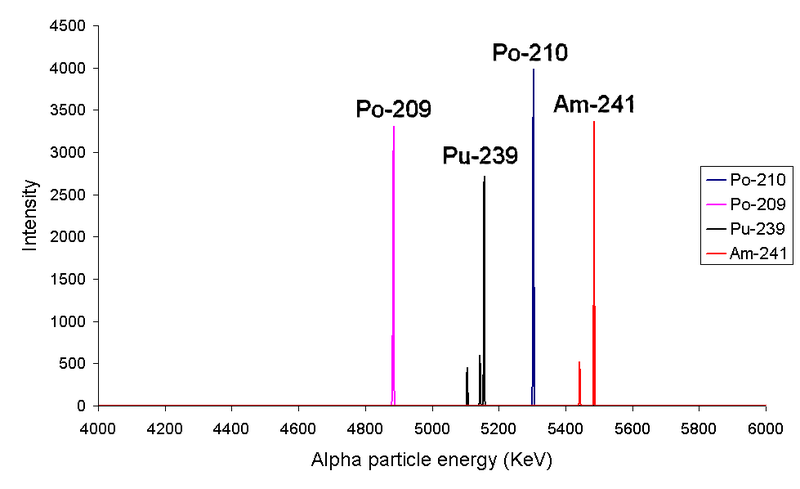 4500
4000
3500
3000
2500
2000
1500
1000
500
0
Intensity
Po-210
Am-241
Po-209
Pu-239
Po-210
Po-209
Pu-239
Am-241
4000 4200 4400 4600 4800 5000 5200 5400 5600 5800 6000
Alpha particle energy (KeV)